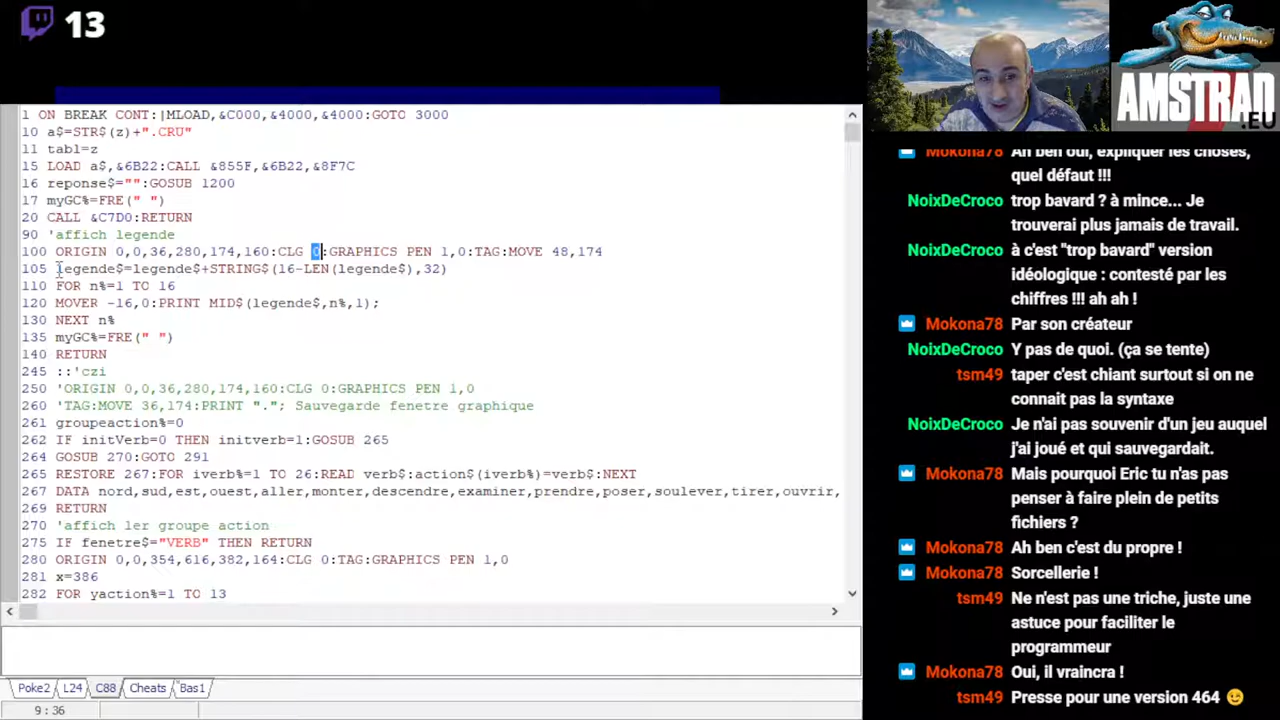 13
1 ON BREAK CONT:|MLOAD,&C000,&4000,&4000:GOTO 3000
10 a$=STR$(z)+".CRU"
11 tabl=z
15 LOAD a$,&6B22:CALL &855F,&6B22,&8F7C
16 reponse$="":GOSUB 1200
17 myGC%=FRE(" ")
20 CALL &C7D0:RETURN
90 'affich legende
100 ORIGIN 0,0,36,280,174,160:CLG 0:GRAPHICS PEN 1,0:TAG:MOVE 48,174
105 legende$=legende$+STRING$(16-LEN(legende$),32)
110 FOR n%=1 TO 16
120 MOVER -16,0:PRINT MID$(legende$,n%,1);
130 NEXT n%
135 myGC%=FRE(" ")
140 RETURN
245 ::'czi
250 'ORIGIN 0,0,36,280,174,160:CLG 0:GRAPHICS PEN 1,0
260 'TAG:MOVE 36,174:PRINT "."; Sauvegarde fenetre graphique
261 groupeaction%=0
262 IF initVerb=0 THEN initverb=1:GOSUB 265
264 GOSUB 270:GOTO 291
265 RESTORE 267:FOR iverb%=1 TO 26:READ verb$:action$(iverb%)=verb$:NEXT
267 DATA nord,sud,est,ouest,aller,monter,descendre,examiner,prendre,poser,soulever,tirer,ouvrir,
269 RETURN
270 'affich 1er groupe action
275 IF fenetre$="VERB" THEN RETURN
280 ORIGIN 0,0,354,616,382,164:CLG 0:TAG:GRAPHICS PEN 1,0
281 x=386
282 FOR yaction%=1 TO 13
Poke2 L24 C88 Cheats Bas1
9 : 36
AMSTRAD
.EU
Mokona78 Ah ben oui, expliquer les choses,
quel défaut !!!
NoixDeCroco trop bavard ? à mince... Je
trouverai plus jamais de travail.
NoixDeCroco à c'est "trop bavard" version
idéologique : contesté par les
chiffres !!! ah ah !
Mokona78 Par son créateur
NoixDeCroco Y pas de quoi. (ça se tente)
tsm49 taper c'est chiant surtout si on ne
connait pas la syntaxe
NoixDeCroco Je n'ai pas souvenir d'un jeu auquel
j'ai joué et qui sauvegardait.
Mokona78 Mais pourquoi Eric tu n'as pas
penser à faire plein de petits
fichiers ?
Mokona78 Ah ben c'est du propre !
Mokona78 Sorcellerie !
tsm49 Ne n'est pas une triche, juste une
astuce pour faciliter le
programmeur
Mokona78 Oui, il vraincra !
tsm49 Presse pour une version 464 😉